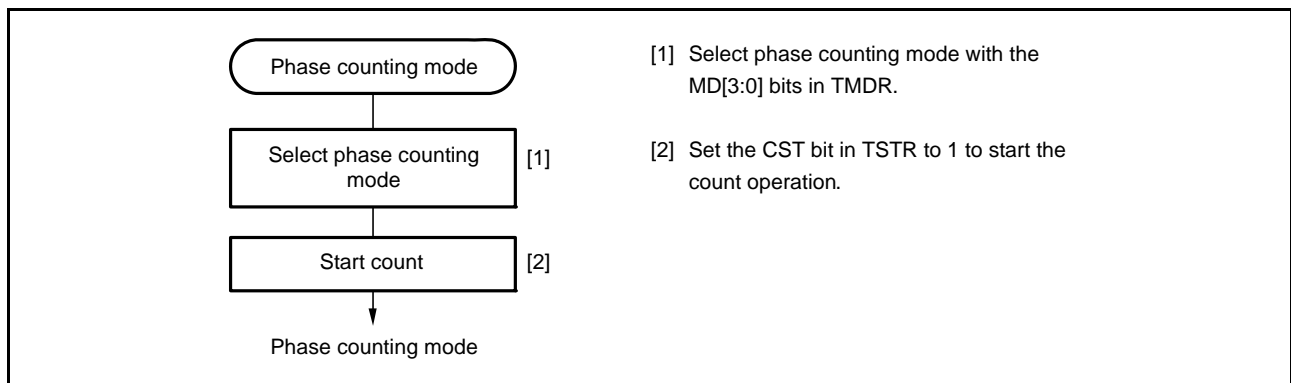 Phase counting mode
Select phase counting
mode
[1]
Start count
[2]
Phase counting mode
[1] Select phase counting mode with the
MD[3:0] bits in TMDR.
[2] Set the CST bit in TSTR to 1 to start the
count operation.